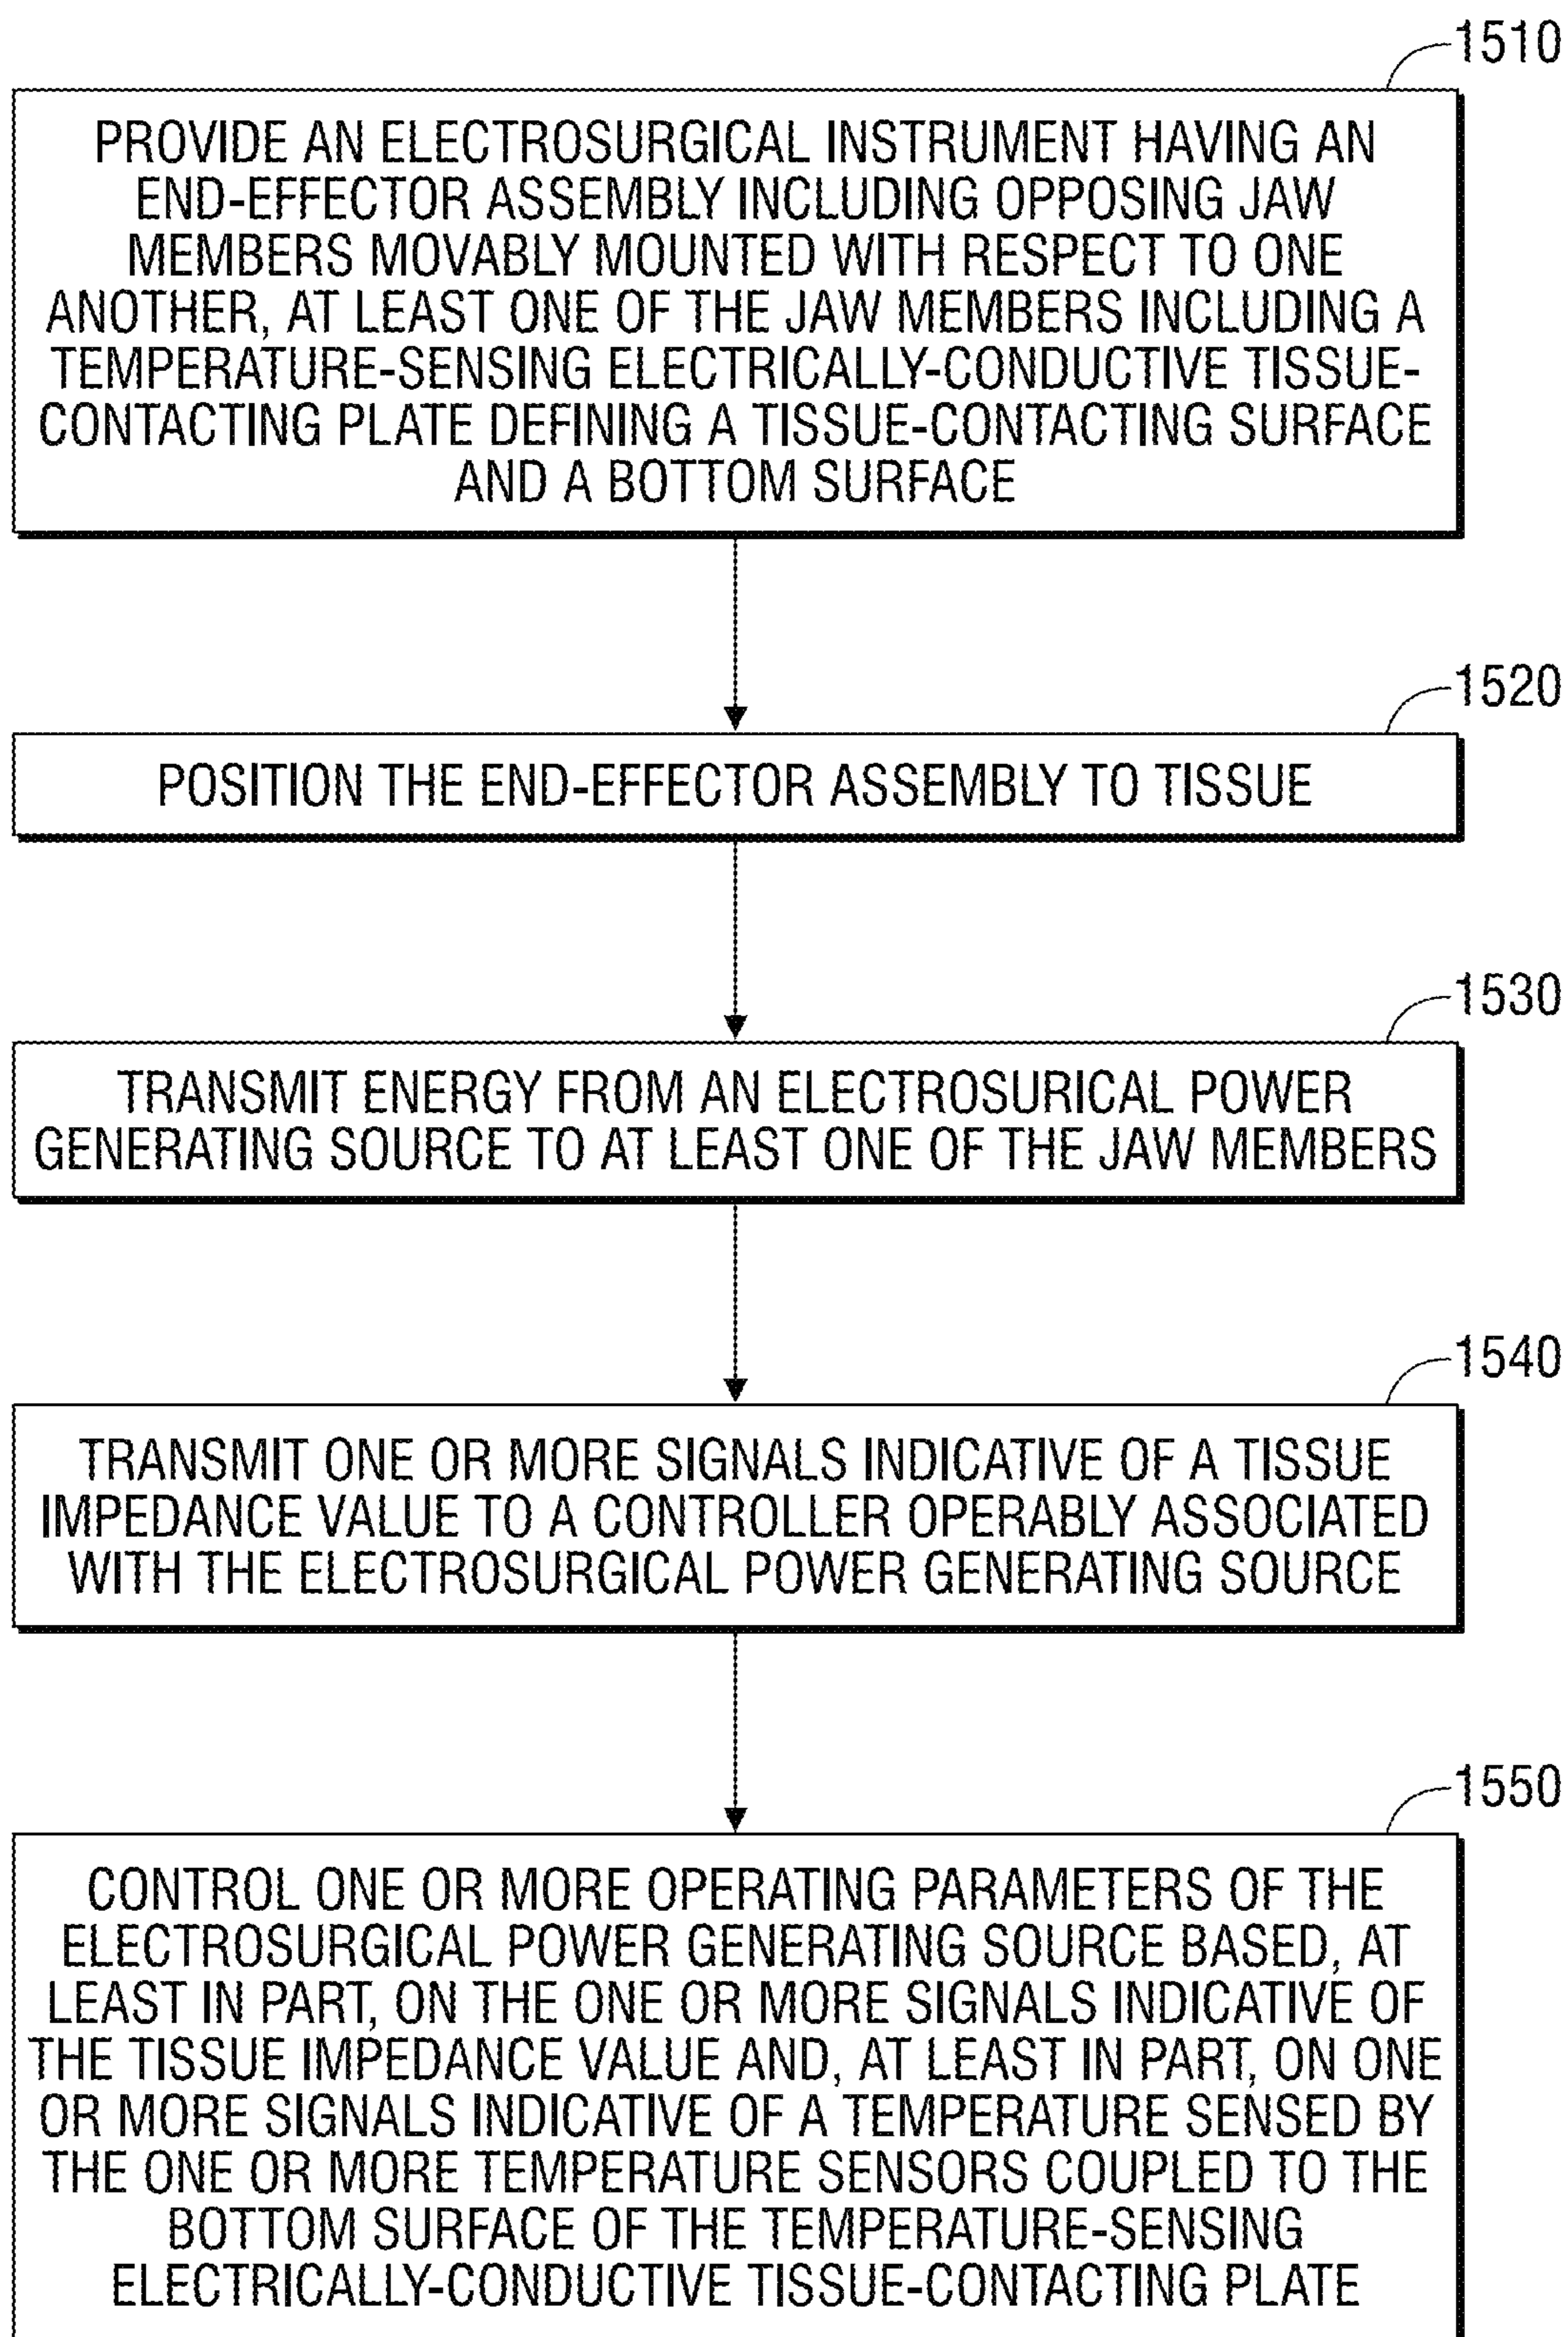 1510
PROVIDE AN ELECTROSURGICAL INSTRUMENT HAVING AN
END-EFFECTOR ASSEMBLY INCLUDING OPPOSING JAW
MEMBERS MOVABLY MOUNTED WITH RESPECT TO ONE
ANOTHER, AT LEAST ONE OF THE JAW MEMBERS INCLUDING A
TEMPERATURE-SENSING ELECTRICALLY-CONDUCTIVE TISSUE-
CONTACTING PLATE DEFINING A TISSUE-CONTACTING SURFACE
AND A BOTTOM SURFACE
1520
POSITION THE END-EFFECTOR ASSEMBLY TO TISSUE
1530
TRANSMIT ENERGY FROM AN ELECTROSURICAL POWER
GENERATING SOURCE TO AT LEAST ONE OF THE JAW MEMBERS
1540
TRANSMIT ONE OR MORE SIGNALS INDICATIVE OF A TISSUE
IMPEDANCE VALUE TO A CONTROLLER OPERABLY ASSOCIATED
WITH THE ELECTROSURGICAL POWER GENERATING SOURCE
1550
CONTROL ONE OR MORE OPERATING PARAMETERS OF THE
ELECTROSURGICAL POWER GENERATING SOURCE BASED, AT
LEAST IN PART, ON THE ONE OR MORE SIGNALS INDICATIVE OF
THE TISSUE IMPEDANCE VALUE AND, AT LEAST IN PART, ON ONE
OR MORE SIGNALS INDICATIVE OF A TEMPERATURE SENSED BY
THE ONE OR MORE TEMPERATURE SENSORS COUPLED TO THE
BOTTOM SURFACE OF THE TEMPERATURE-SENSING
ELECTRICALLY-CONDUCTIVE TISSUE-CONTACTING PLATE